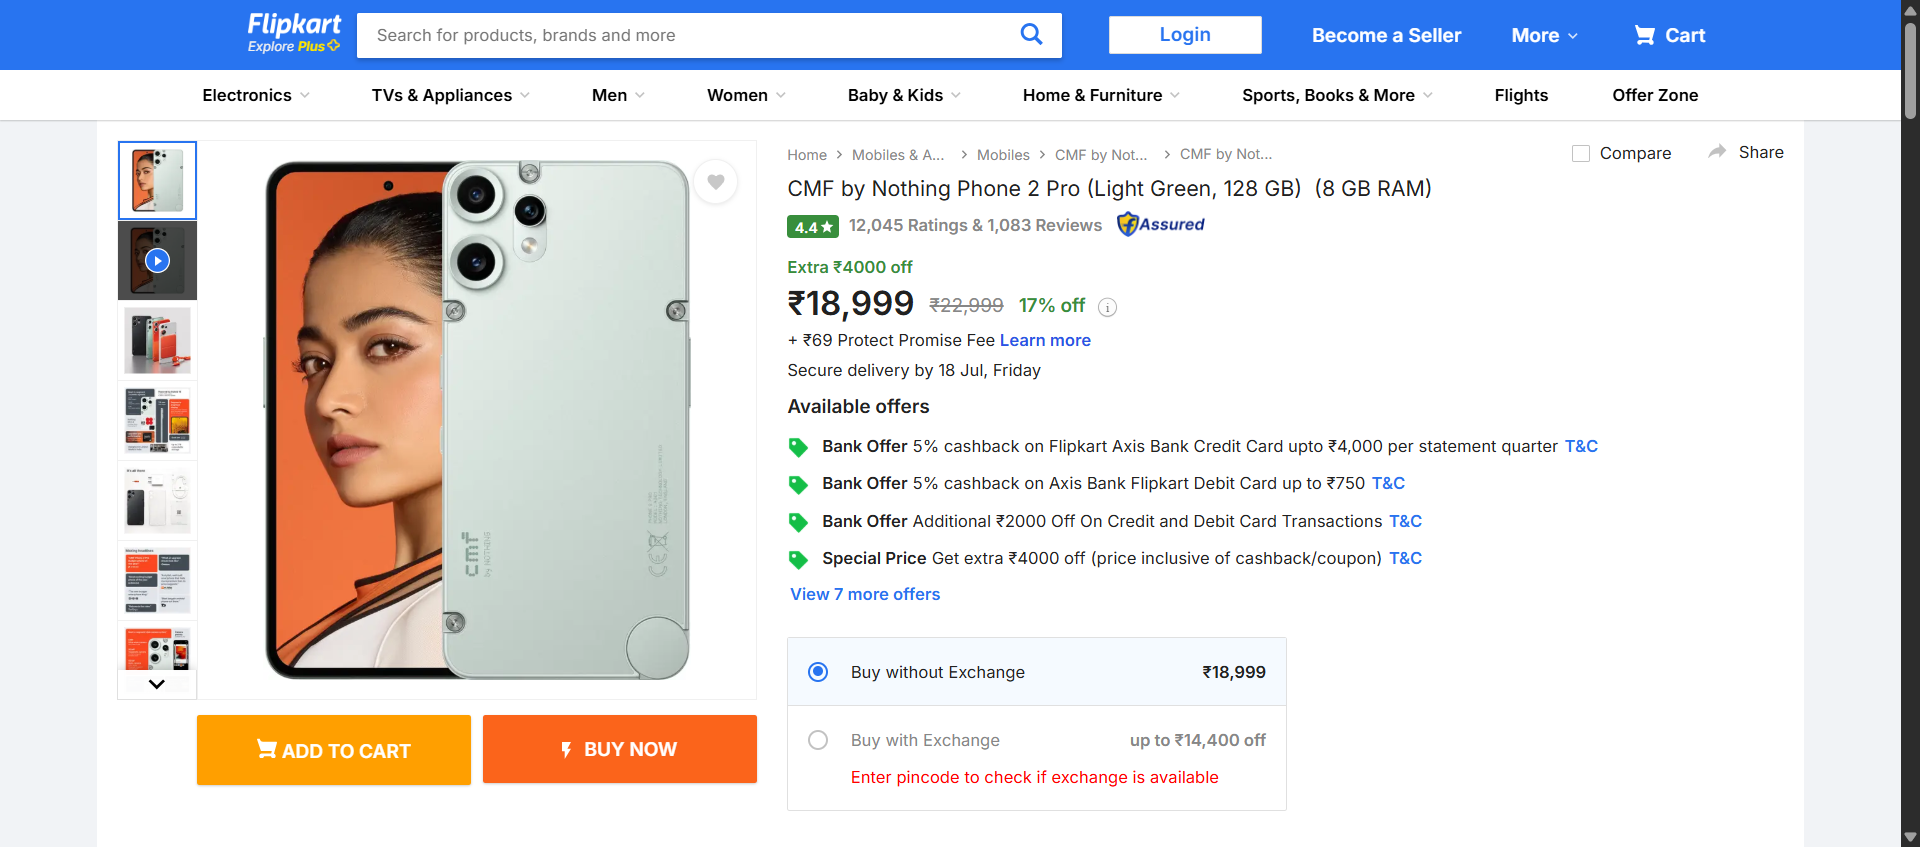 Flipkart
Explore Plus
Search for products, brands and more
Login
Become a Seller
More
Cart
Electronics
TVs & Appliances
Men
Women
Baby & Kids
Home & Furniture
Sports, Books & More
Flights
Offer Zone
Home
Mobiles & A...
Mobiles
CMF by Not...
CMF by Not...
Compare
Share
CMF by Nothing Phone 2 Pro (Light Green, 128 GB) (8 GB RAM)
4.4★ 12,045 Ratings & 1,083 Reviews Assured
Extra ₹4000 off
₹18,999 ₹22,999 17% off
+ ₹69 Protect Promise Fee Learn more
Secure delivery by 18 Jul, Friday
Available offers
Bank Offer 5% cashback on Flipkart Axis Bank Credit Card upto ₹4,000 per statement quarter T&C
Bank Offer 5% cashback on Axis Bank Flipkart Debit Card up to ₹750 T&C
Bank Offer Additional ₹2000 Off On Credit and Debit Card Transactions T&C
Special Price Get extra ₹4000 off (price inclusive of cashback/coupon) T&C
View 7 more offers
Buy without Exchange ₹18,999
Buy with Exchange up to ₹14,400 off
Enter pincode to check if exchange is available
cmf
by NOTHING
ADD TO CART
BUY NOW